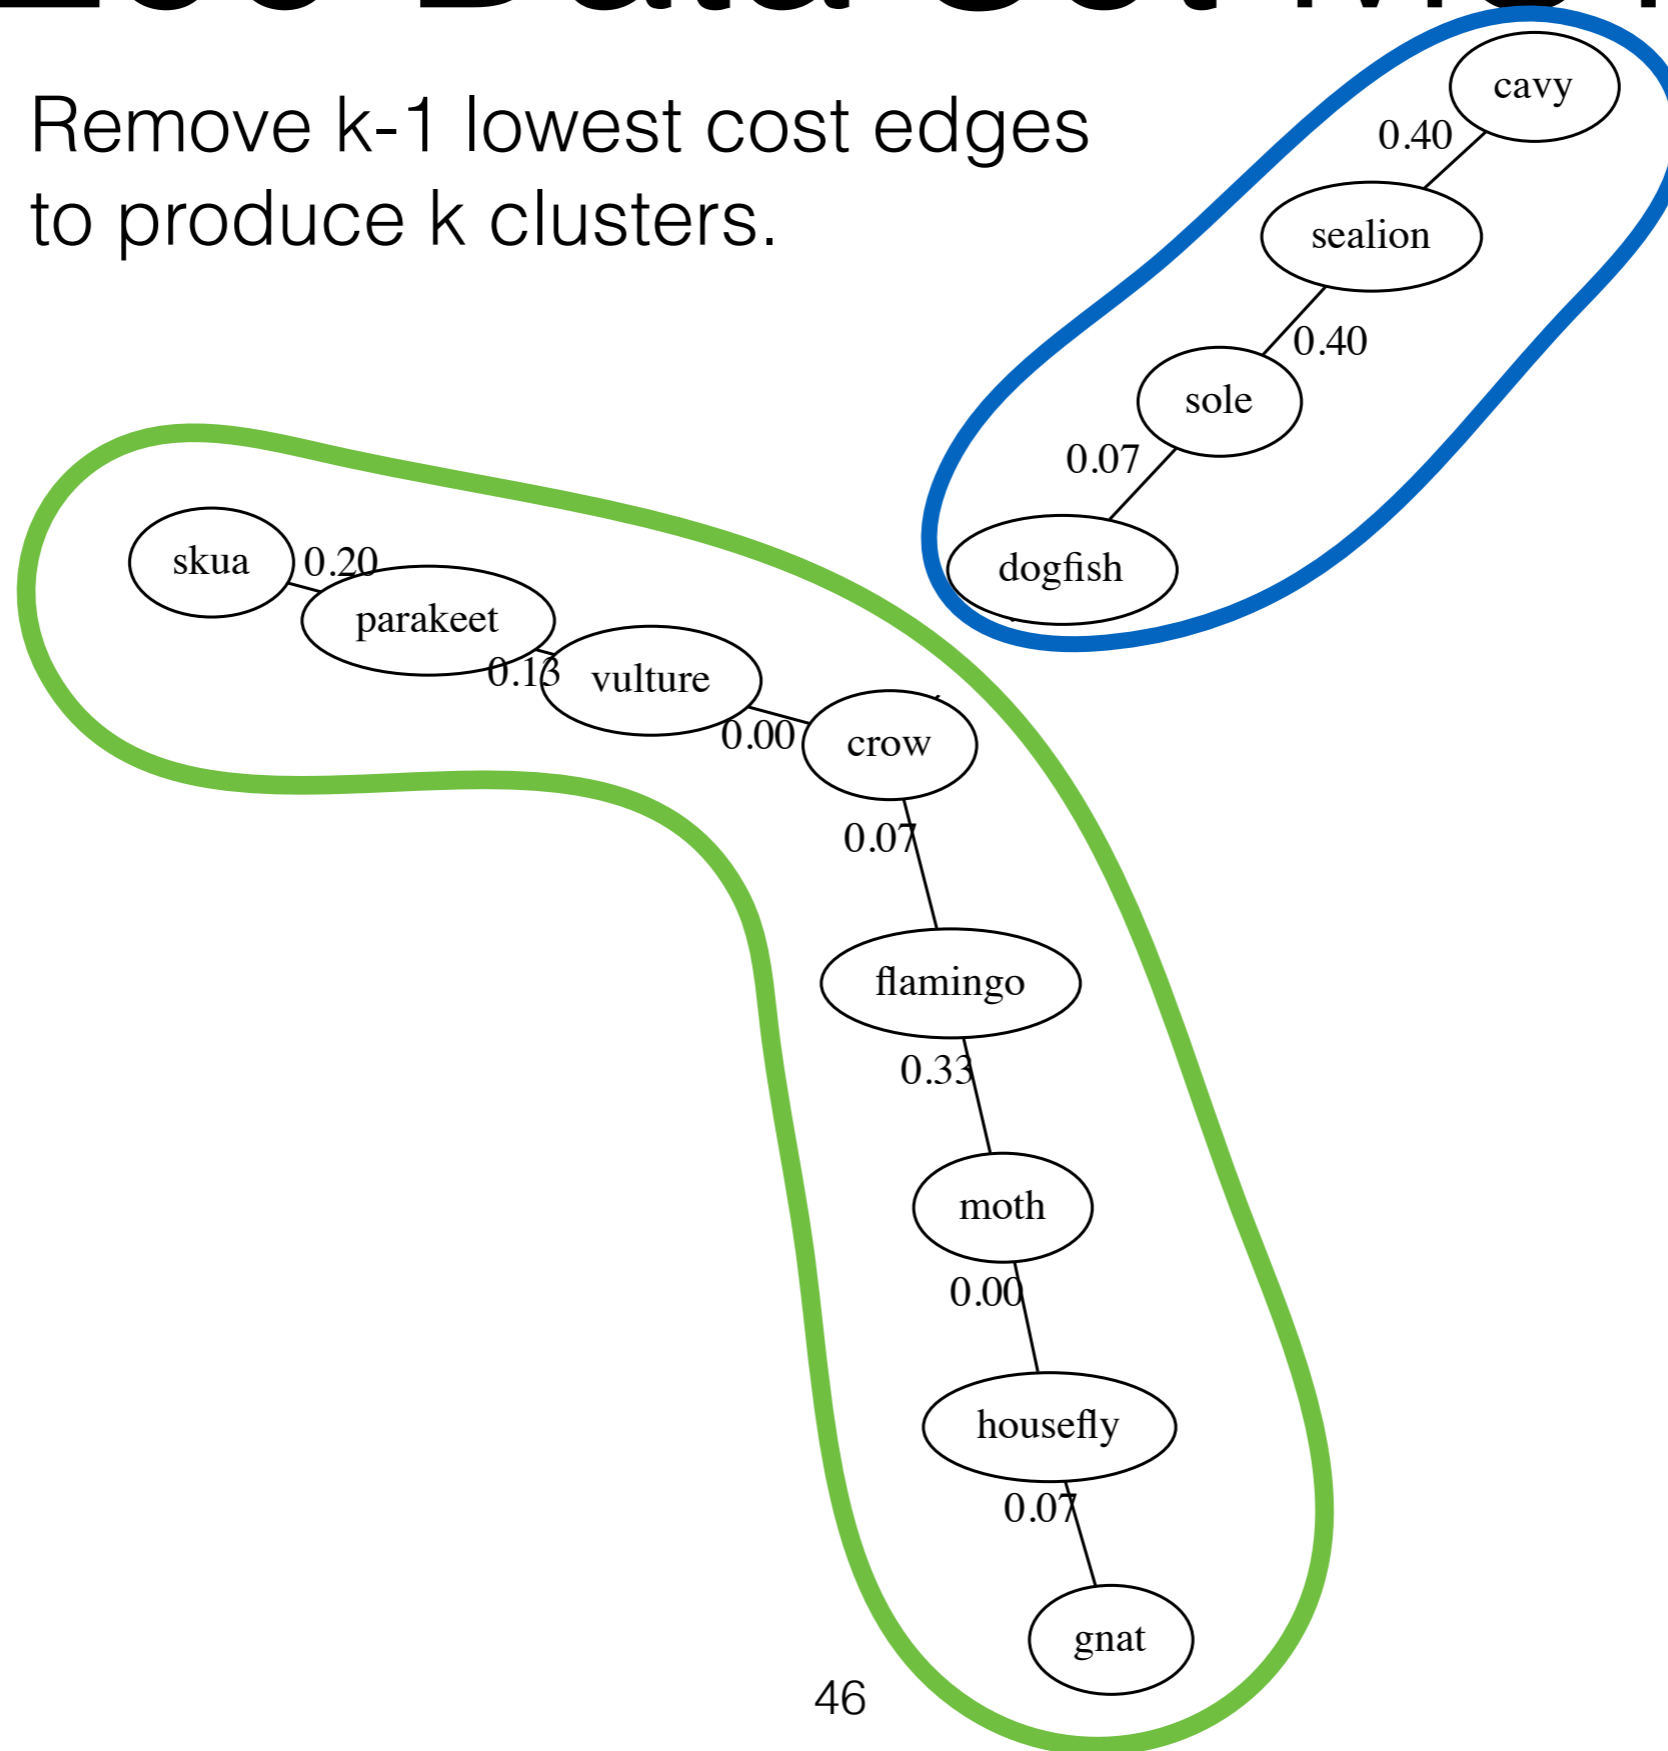 Remove k-1 lowest cost edges
to produce k clusters.
cavy
0.40
sealion
0.40
sole
0.07
dogfish
skua
0.20
parakeet
0.13
vulture
0.00
crow
0.07
flamingo
0.33
moth
0.00
housefly
0.07
gnat
46